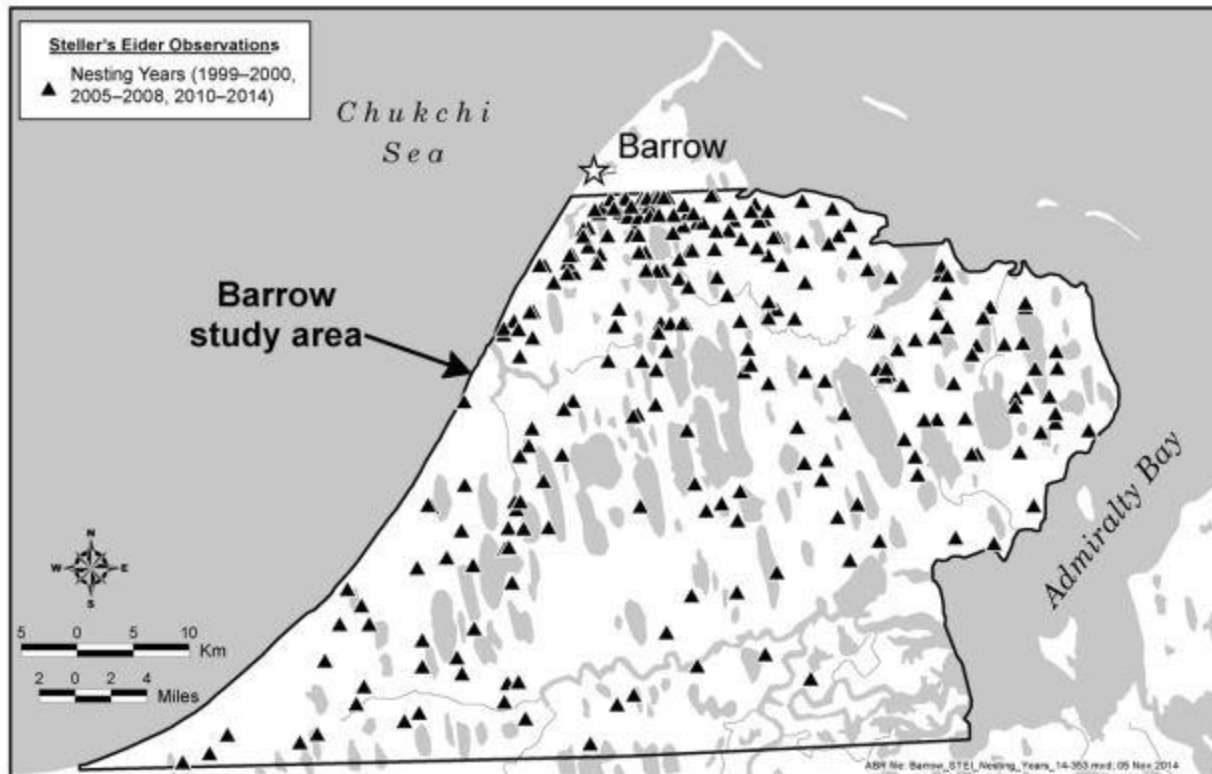 Steller's Eider Observations
Nesting Years (1999–2000,
2005–2008, 2010–2014)
Chukchi
Sea
Barrow
Barrow
study area
Admiralty Bay
N
W E
S
5 0 5 10
Km
2 0 2 4
Miles
ABR file: Barrow_STEI_Nesting_Years_14-353.mxd; 05 Nov 2014